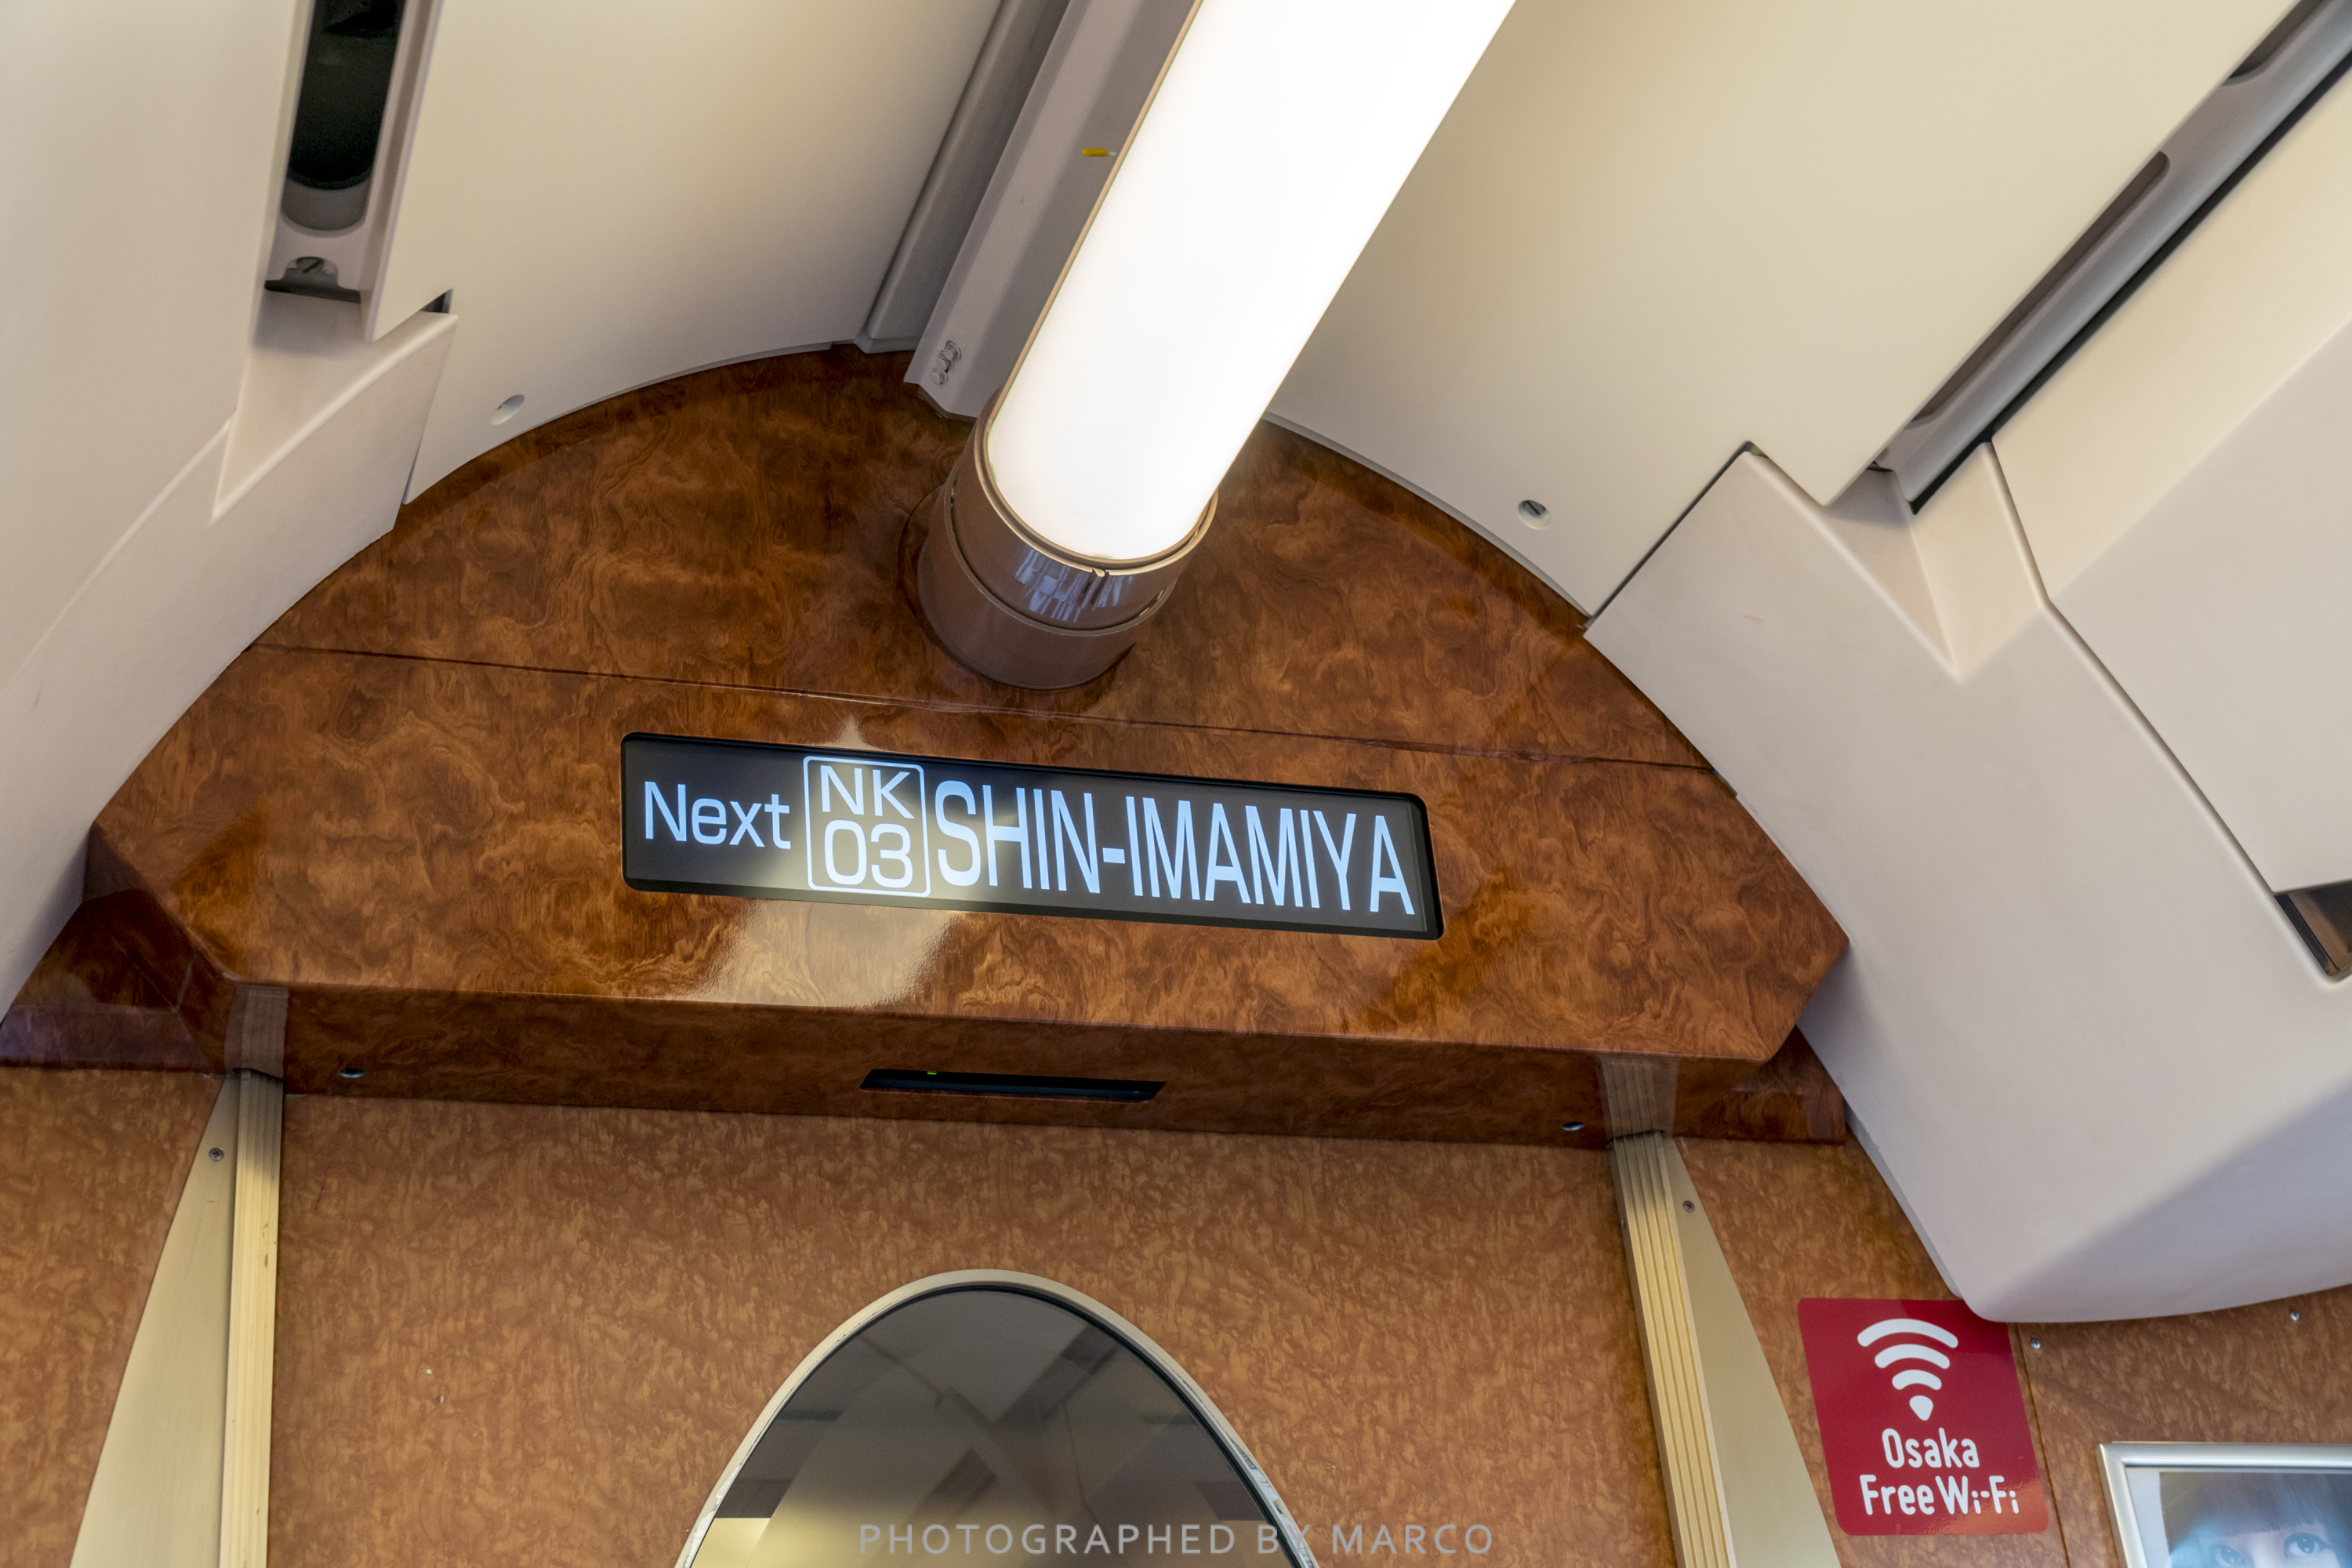 Next NK 03 SHIN-IMAMIYA
Osaka
Free Wi-Fi
PHOTOGRAPHED BY MARCO